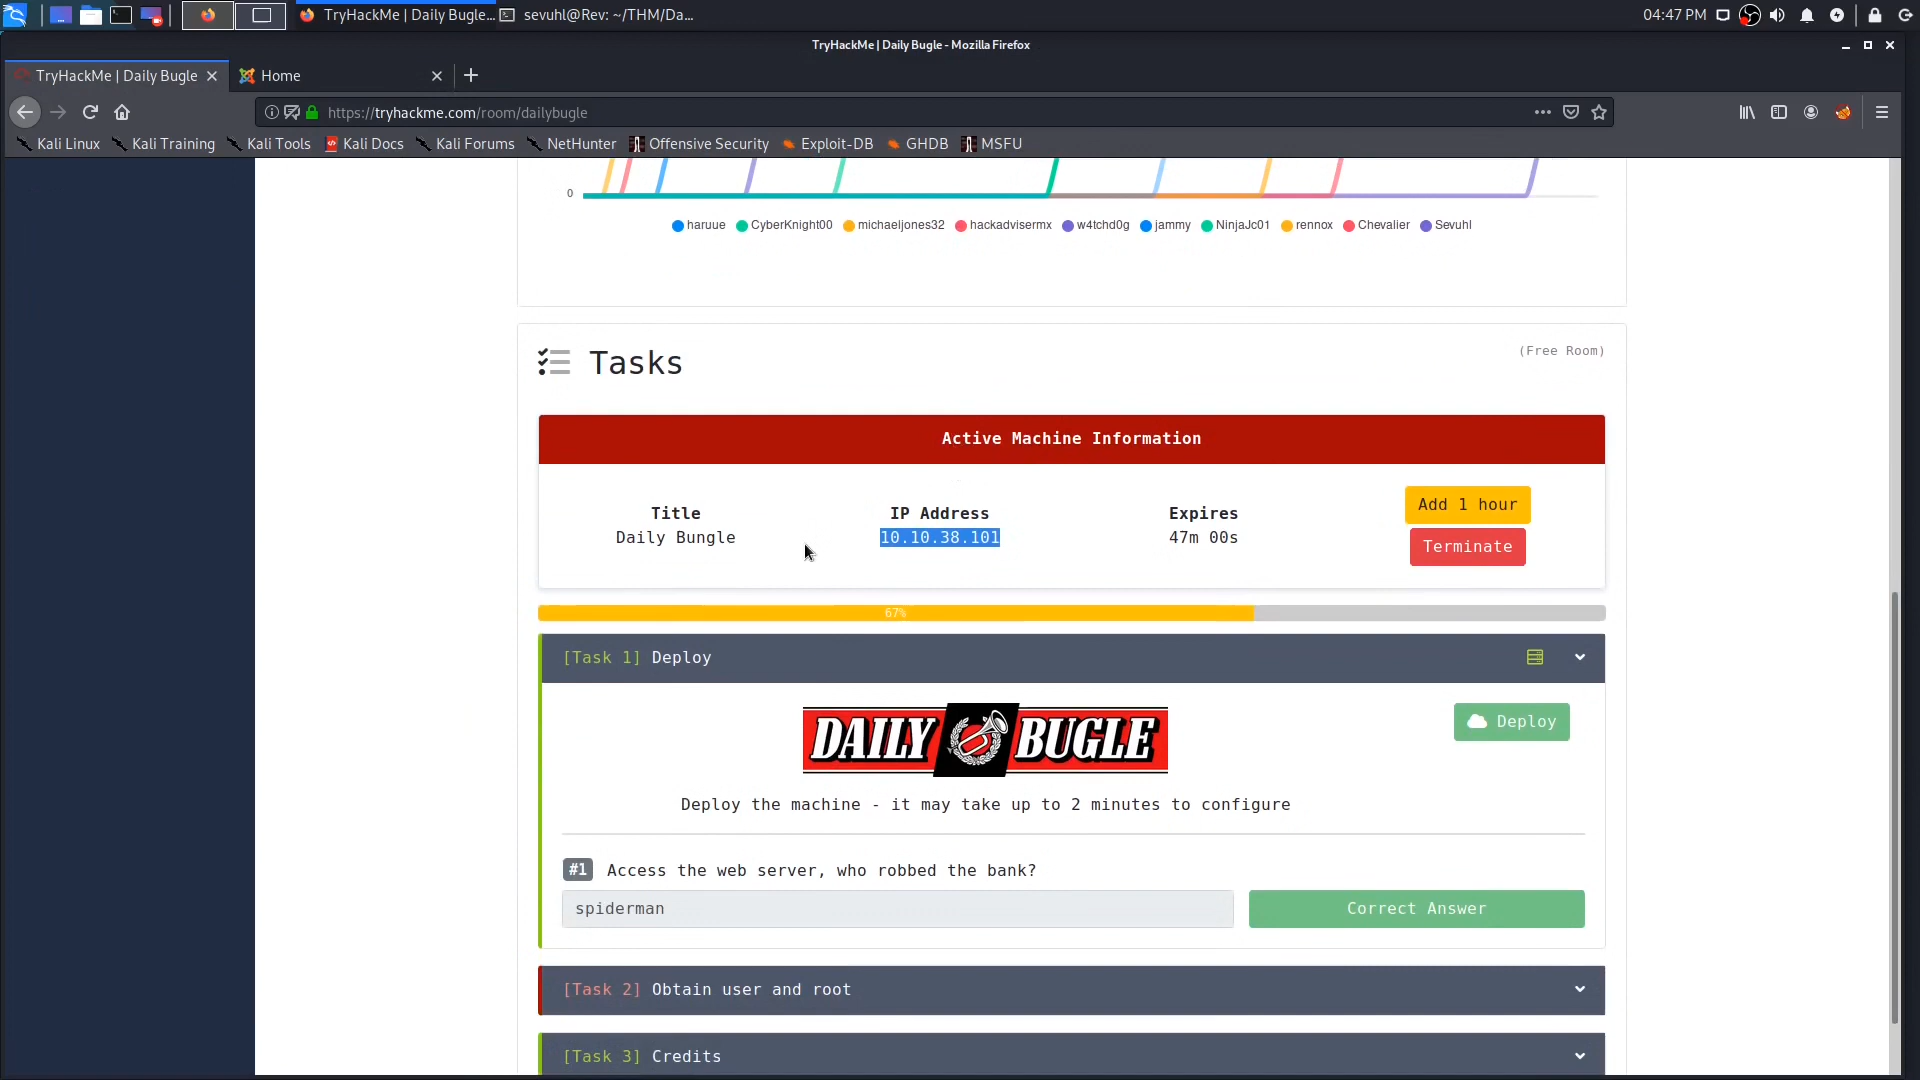 TryHackMe | Daily Bugle... sevuhl@Rev: ~/THM/Da... 04:47 PM
TryHackMe | Daily Bugle - Mozilla Firefox
TryHackMe | Daily Bugle Home
https://tryhackme.com/room/dailybugle
Kali Linux Kali Training Kali Tools Kali Docs Kali Forums NetHunter Offensive Security Exploit-DB GHDB MSFU
0
haruue CyberKnight00 michaeljones32 hackadvisermx w4tchd0g jammy NinjaJc01 rennox Chevalier Sevuhl
Tasks (Free Room)
Active Machine Information
Title IP Address Expires Add 1 hour
Daily Bungle 10.10.38.101 47m 00s Terminate
67%
[Task 1] Deploy
DAILY BUGLE Deploy
Deploy the machine - it may take up to 2 minutes to configure
#1 Access the web server, who robbed the bank?
spiderman Correct Answer
[Task 2] Obtain user and root
[Task 3] Credits